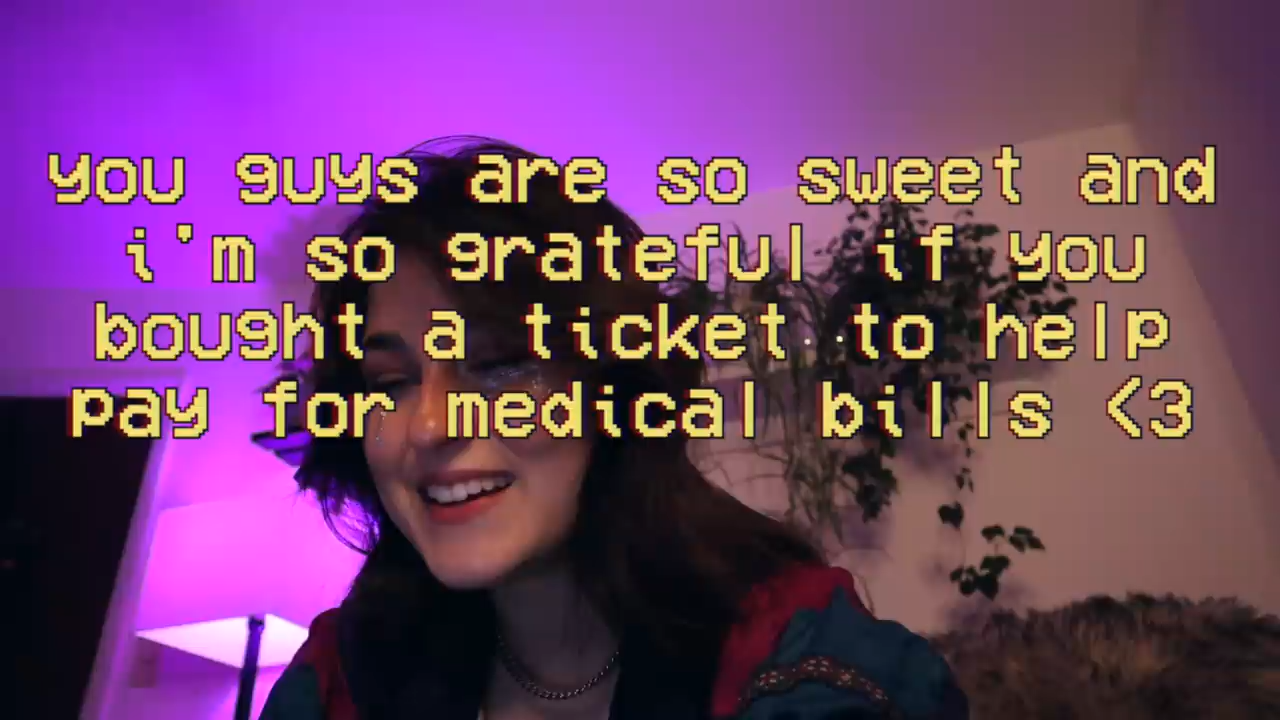 you guys are so sweet and
i'm so grateful if you
bought a ticket to help
pay for medical bills <3